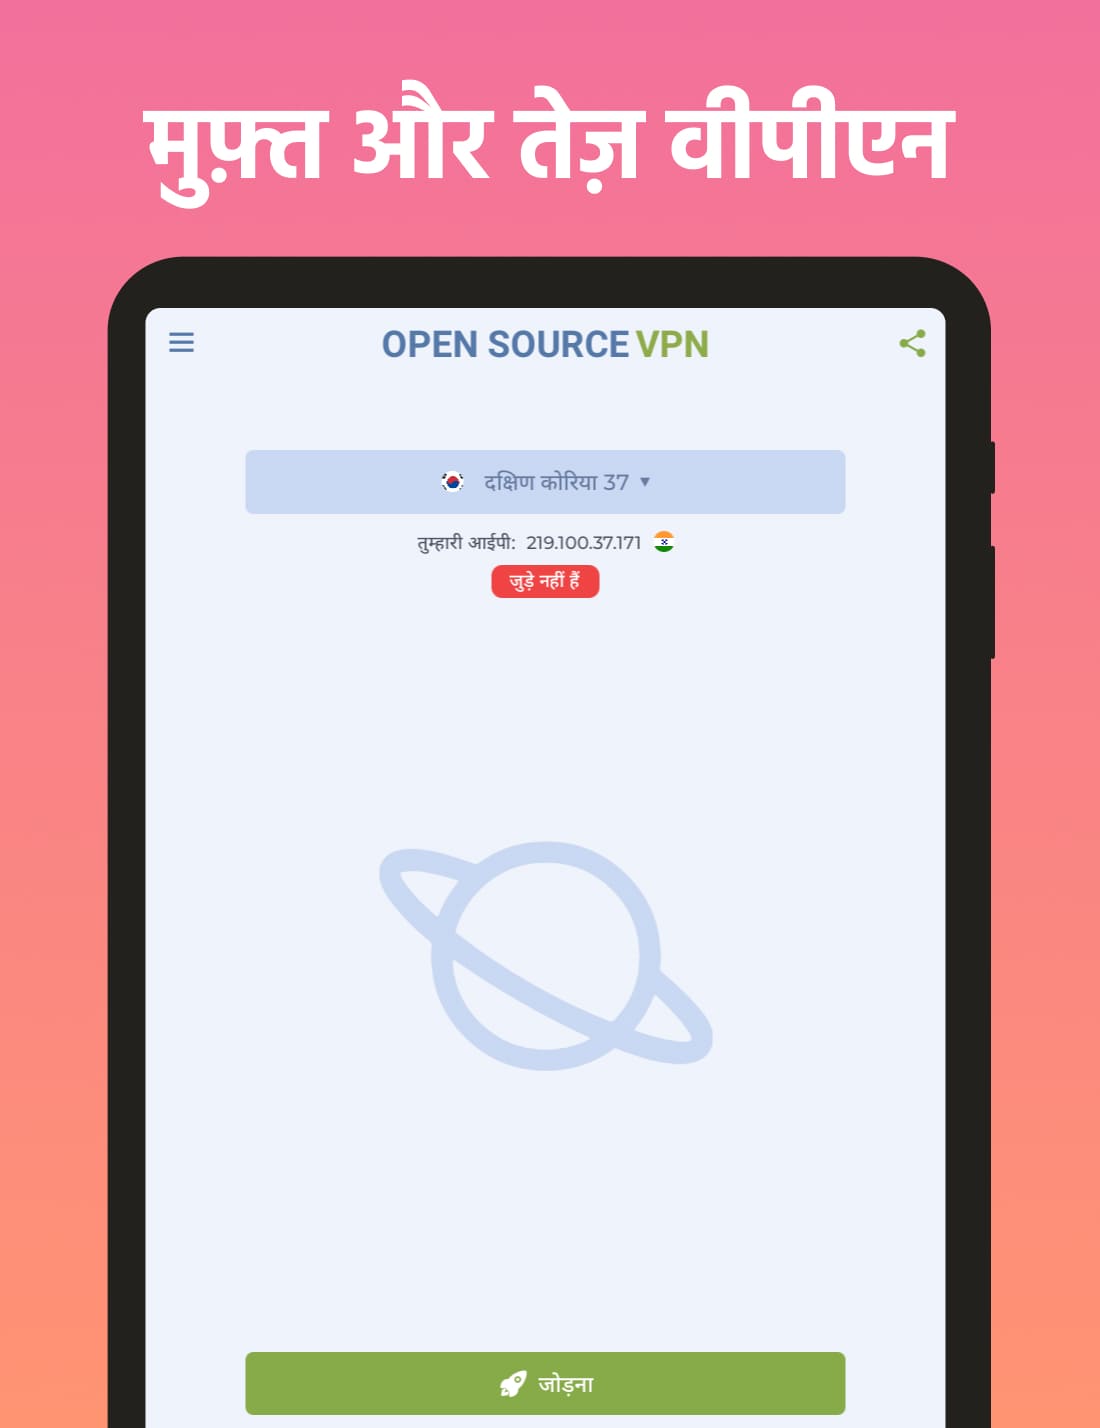 मुफ़्त और तेज़ वीपीएन
OPEN SOURCE VPN
दक्षिण कोरिया 37
तुम्हारी आईपी: 219.100.37.171
जुड़े नहीं हैं
जोड़ना